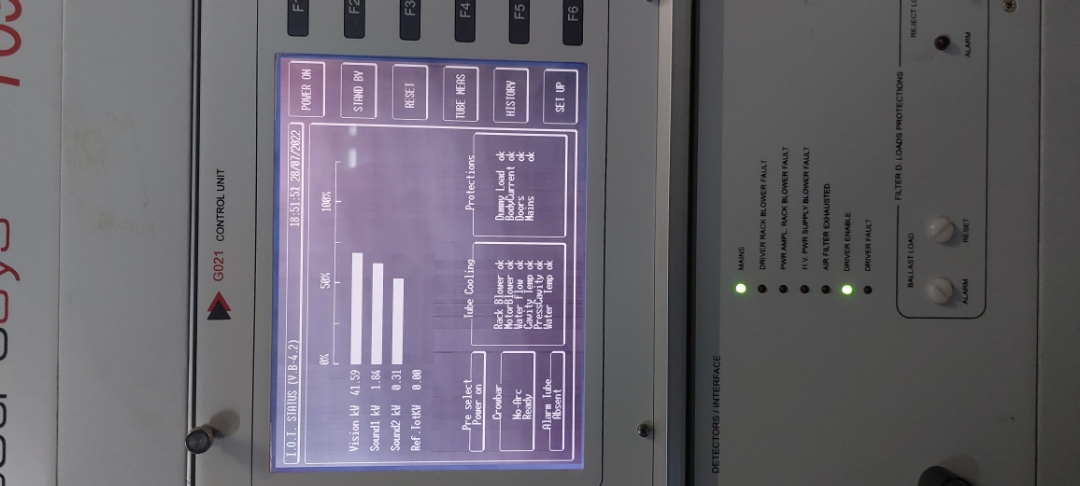 G021 CONTROL UNIT
I.O.T. STATUS (V.B-4.2) 18:51:51 28/07/2022
0% 50% 100%
Vision kW 41.59
Sound1 kW 1.84
Sound2 kW 0.31
Ref.TotKW 0.00
Pre select
Power on
Crowbar
No-Arc
Ready
Alarm Tube
Absent
Tube Cooling
Rack Blower ok
MotorBlower ok
Water flow ok
Cavity Temp ok
PressCavity ok
Water Temp ok
Protections
Dummy Load ok
BodyCurrent ok
Doors ok
Mains ok
POWER ON
STAND BY
RESET
TUBE MEAS
HISTORY
SET UP
F2
F3
F4
F5
F6
DETECTORS / INTERFACE
MAINS
DRIVER RACK BLOWER FAULT
PWR AMPL. RACK BLOWER FAULT
H.V. PWR SUPPLY BLOWER FAULT
AIR FILTER EXHAUSTED
DRIVER ENABLE
DRIVER FAULT
FILTER D. LOADS PROTECTIONS
BALLAST LOAD
ALARM
RESET
REJECT
ALARM